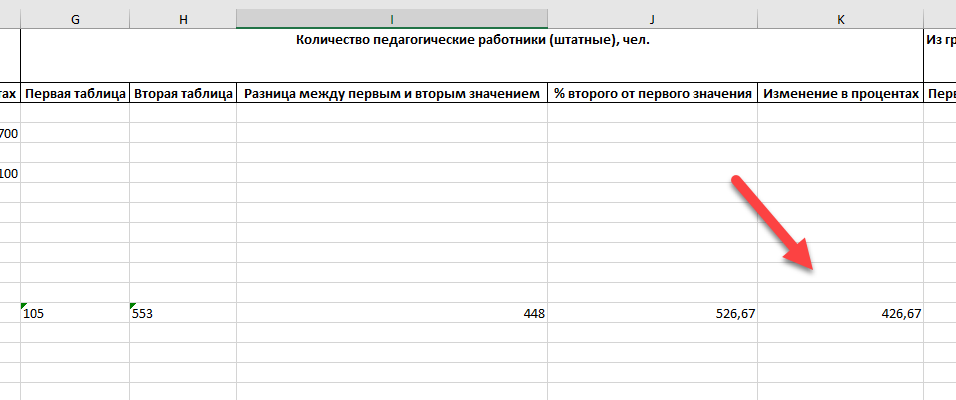 G H I J K
Количество педагогические работники (штатные), чел. Из гр
тах Первая таблица Вторая таблица Разница между первым и вторым значением % второго от первого значения Изменение в процентах Перв
700
100
105 553 448 526,67 426,67